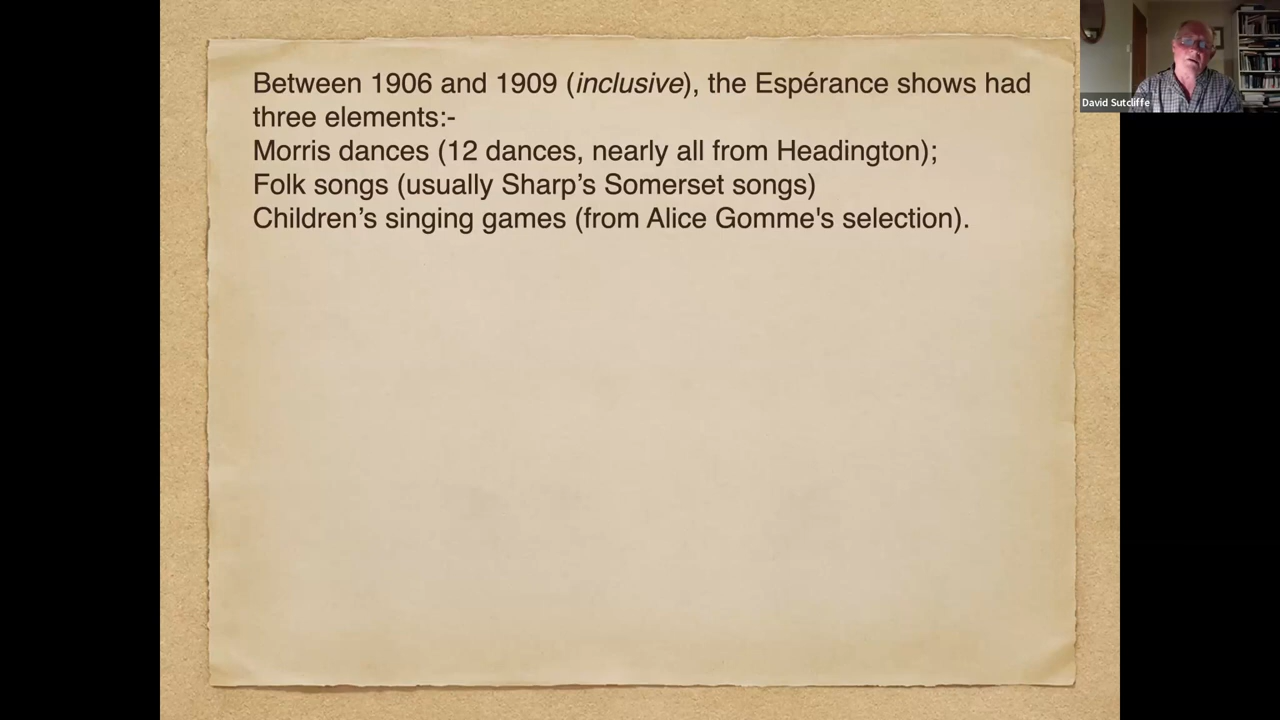 Between 1906 and 1909 (inclusive), the Espérance shows had
three elements:-
Morris dances (12 dances, nearly all from Headington);
Folk songs (usually Sharp’s Somerset songs)
Children’s singing games (from Alice Gomme's selection).
David Sutcliffe